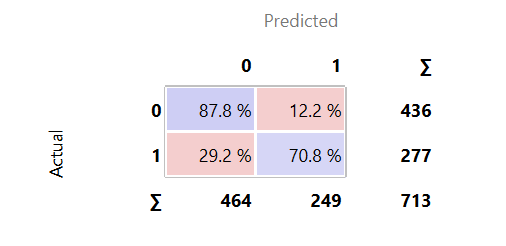 Predicted
0 1 ∑
0 87.8 % 12.2 % 436
Actual
1 29.2 % 70.8 % 277
∑ 464 249 713